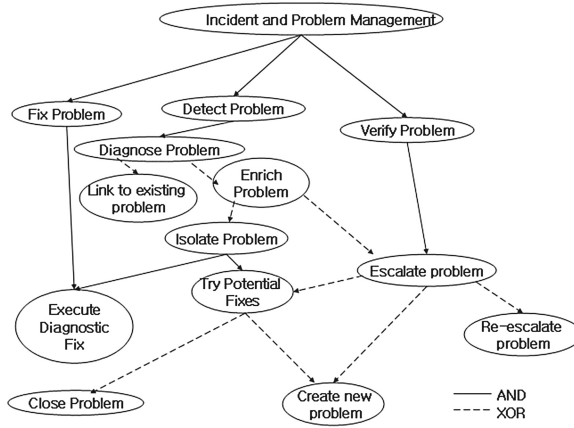 Incident and Problem Management
Fix Problem
Detect Problem
Verify Problem
Diagnose Problem
Link to existing
problem
Enrich
Problem
Isolate Problem
Try Potential
Fixes
Escalate problem
Execute
Diagnostic
Fix
Re-escalate
problem
Close Problem
Create new
problem
AND
XOR